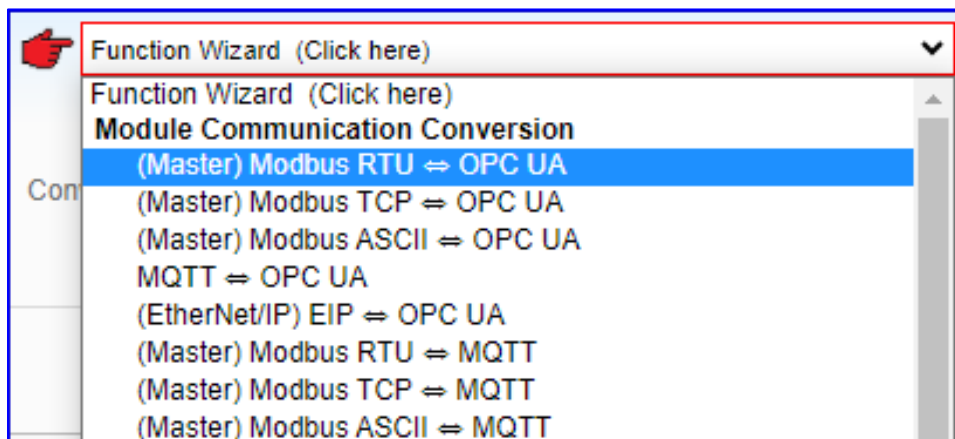 Function Wizard (Click here)
Function Wizard (Click here)
Module Communication Conversion
(Master) Modbus RTU ⇔ OPC UA
Con
(Master) Modbus TCP ⇔ OPC UA
(Master) Modbus ASCII ⇔ OPC UA
MQTT ⇔ OPC UA
(EtherNet/IP) EIP ⇔ OPC UA
(Master) Modbus RTU ⇔ MQTT
(Master) Modbus TCP ⇔ MQTT
(Master) Modbus ASCII ⇔ MQTT